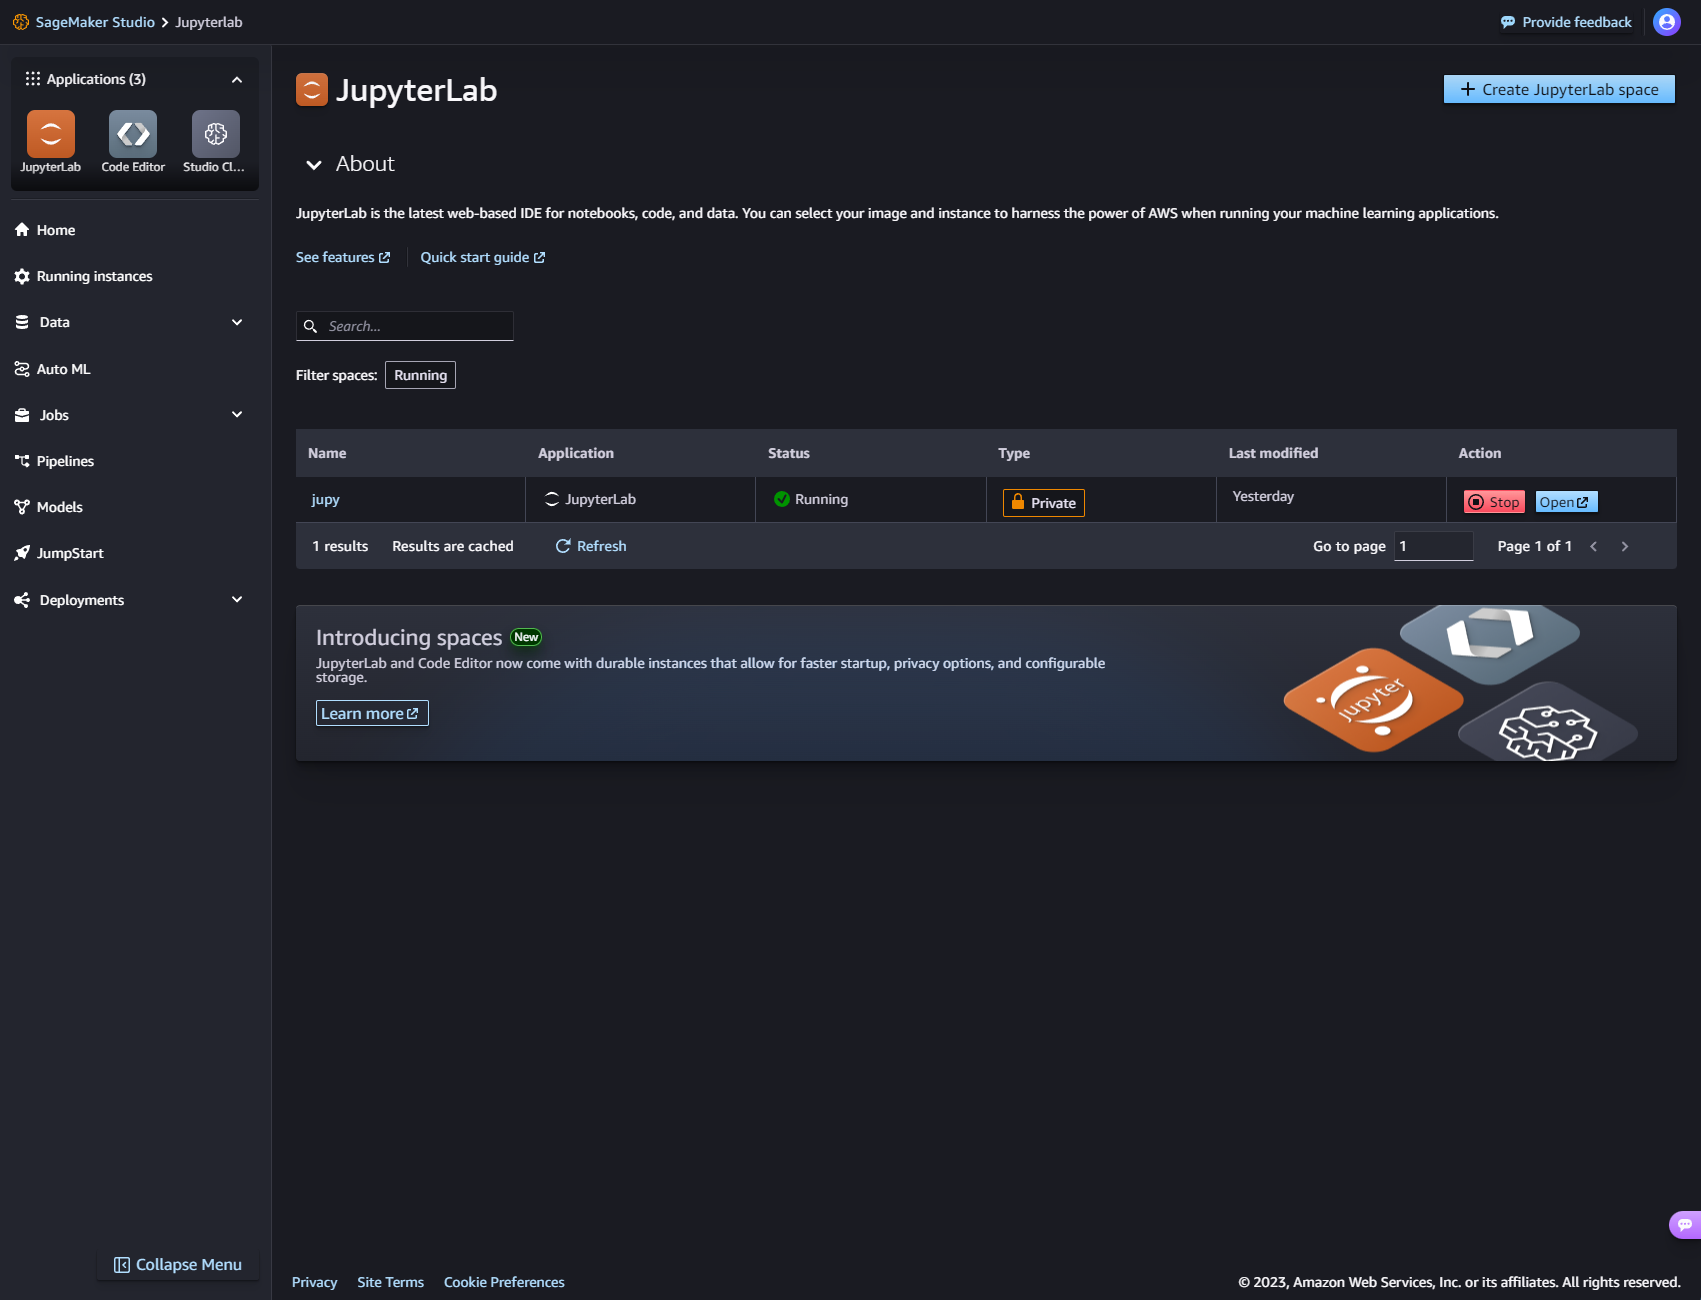 SageMaker Studio > Jupyterlab
Provide feedback
Applications (3)
JupyterLab
Code Editor
Studio Cl...
Home
Running instances
Data
Auto ML
Jobs
Pipelines
Models
JumpStart
Deployments
Collapse Menu
JupyterLab
+ Create JupyterLab space
About
JupyterLab is the latest web-based IDE for notebooks, code, and data. You can select your image and instance to harness the power of AWS when running your machine learning applications.
See features
Quick start guide
Search...
Filter spaces: Running
Name Application Status Type Last modified Action
jupy JupyterLab Running Private Yesterday Stop Open
1 results Results are cached Refresh Go to page 1 Page 1 of 1 < >
Introducing spaces New
JupyterLab and Code Editor now come with durable instances that allow for faster startup, privacy options, and configurable
storage.
Learn more
jupyter
Privacy Site Terms Cookie Preferences
© 2023, Amazon Web Services, Inc. or its affiliates. All rights reserved.